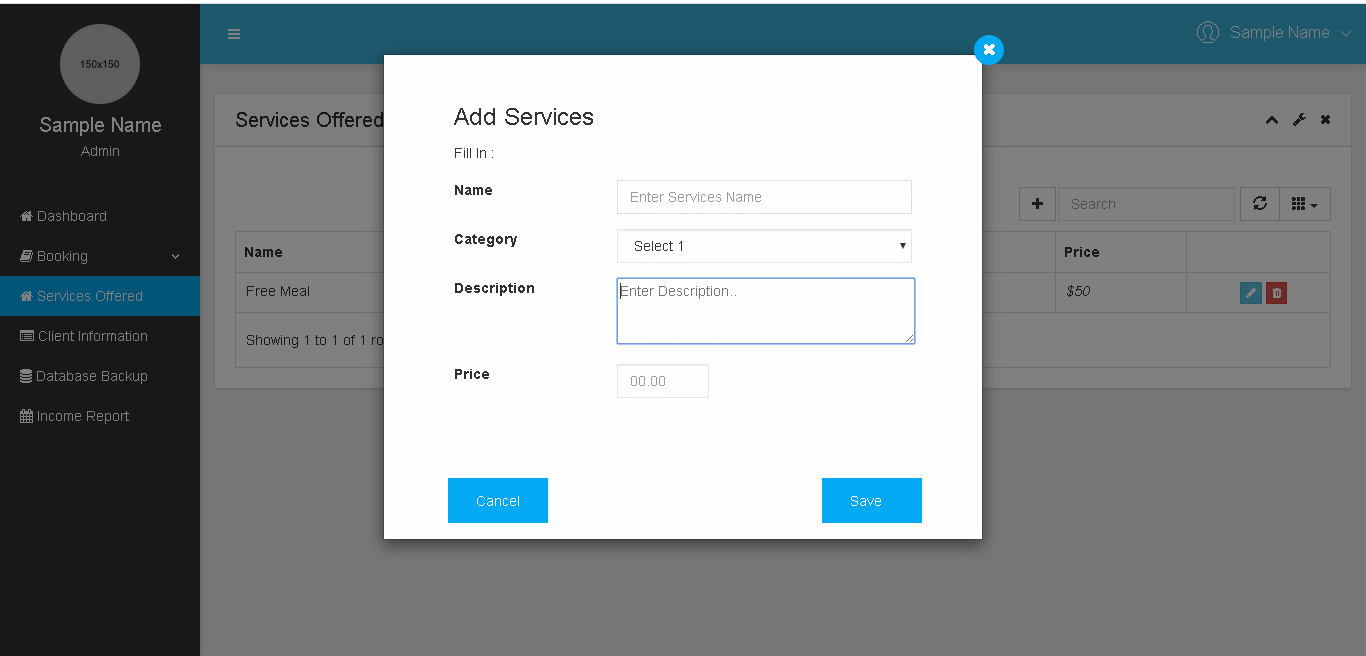 150x150
Sample Name
Admin
Dashboard
Booking
Services Offered
Client Information
Database Backup
Income Report
Sample Name
Services Offered
Search
Name
Price
Free Meal
$50
Showing 1 to 1 of 1 ro
Add Services
Fill In :
Name
Enter Services Name
Category
Select 1
Description
Enter Description..
Price
00.00
Cancel
Save